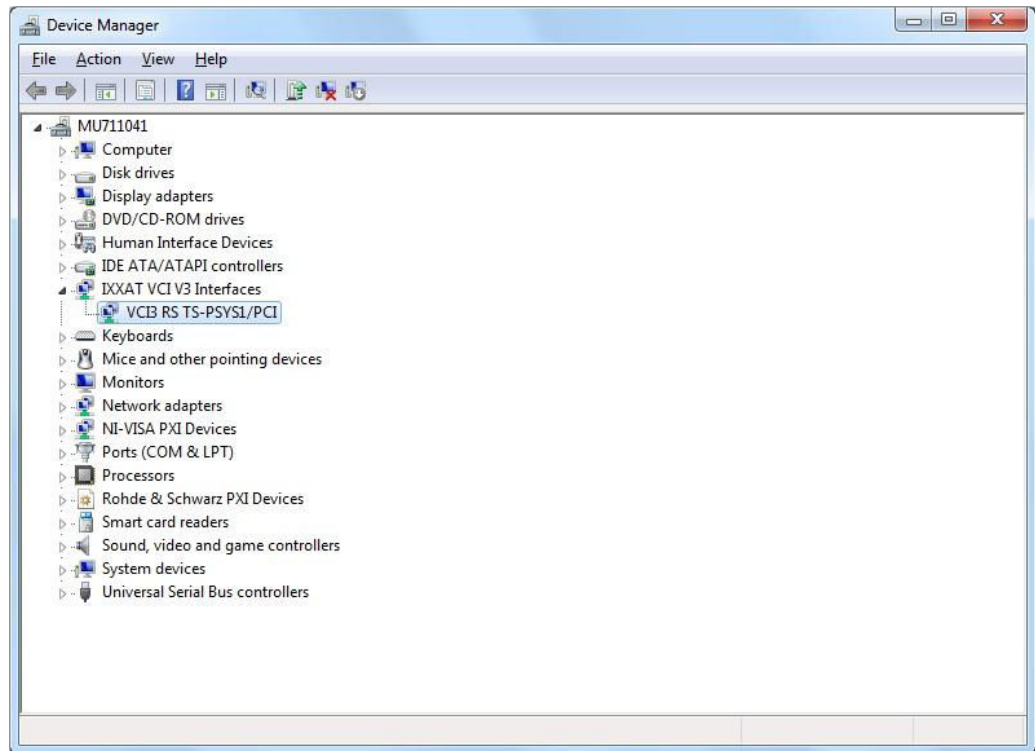 Device Manager
File Action View Help
MU711041
Computer
Disk drives
Display adapters
DVD/CD-ROM drives
Human Interface Devices
IDE ATA/ATAPI controllers
IXXAT VCI V3 Interfaces
VCI3 RS TS-PSYS1/PCI
Keyboards
Mice and other pointing devices
Monitors
Network adapters
NI-VISA PXI Devices
Ports (COM & LPT)
Processors
Rohde & Schwarz PXI Devices
Smart card readers
Sound, video and game controllers
System devices
Universal Serial Bus controllers